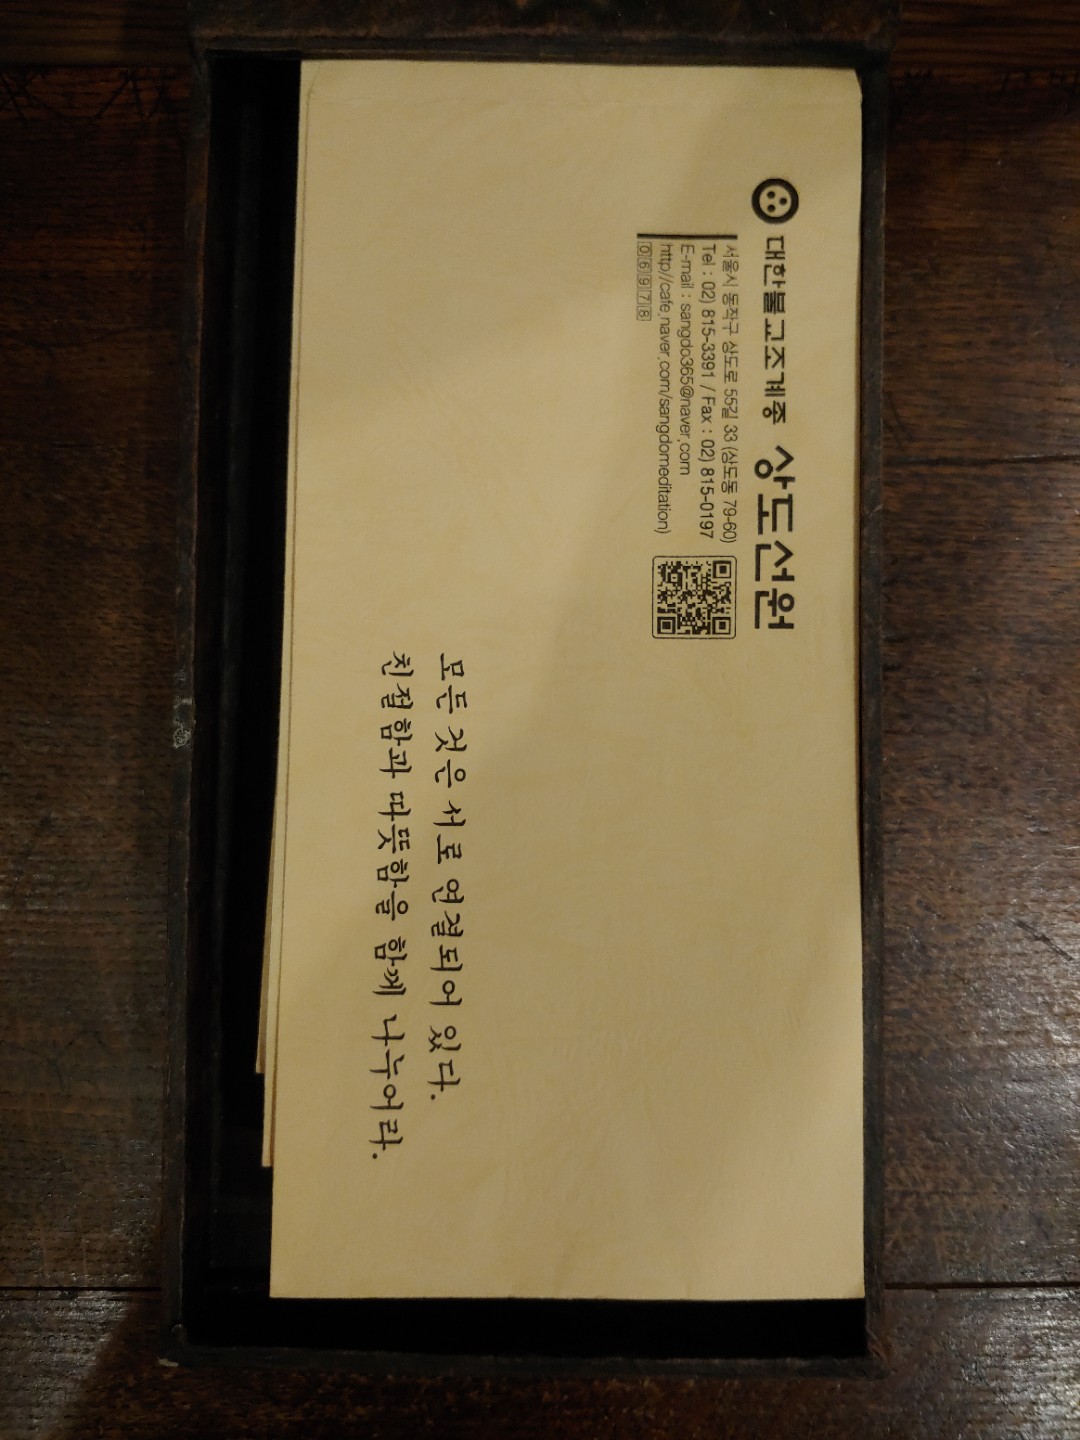 대한불교조계종 상도선원
서울시 동작구 상도로 55길 33 (상도동 79-60)
Tel : 02) 815-3391 / Fax : 02) 815-0197
E-mail : sangdo365@naver.com
http//cafe.naver.com/sangdomeditation)
06978
모든 것은 서로 연결되어 있다.
친절함과 따뜻함을 함께 나누어라.